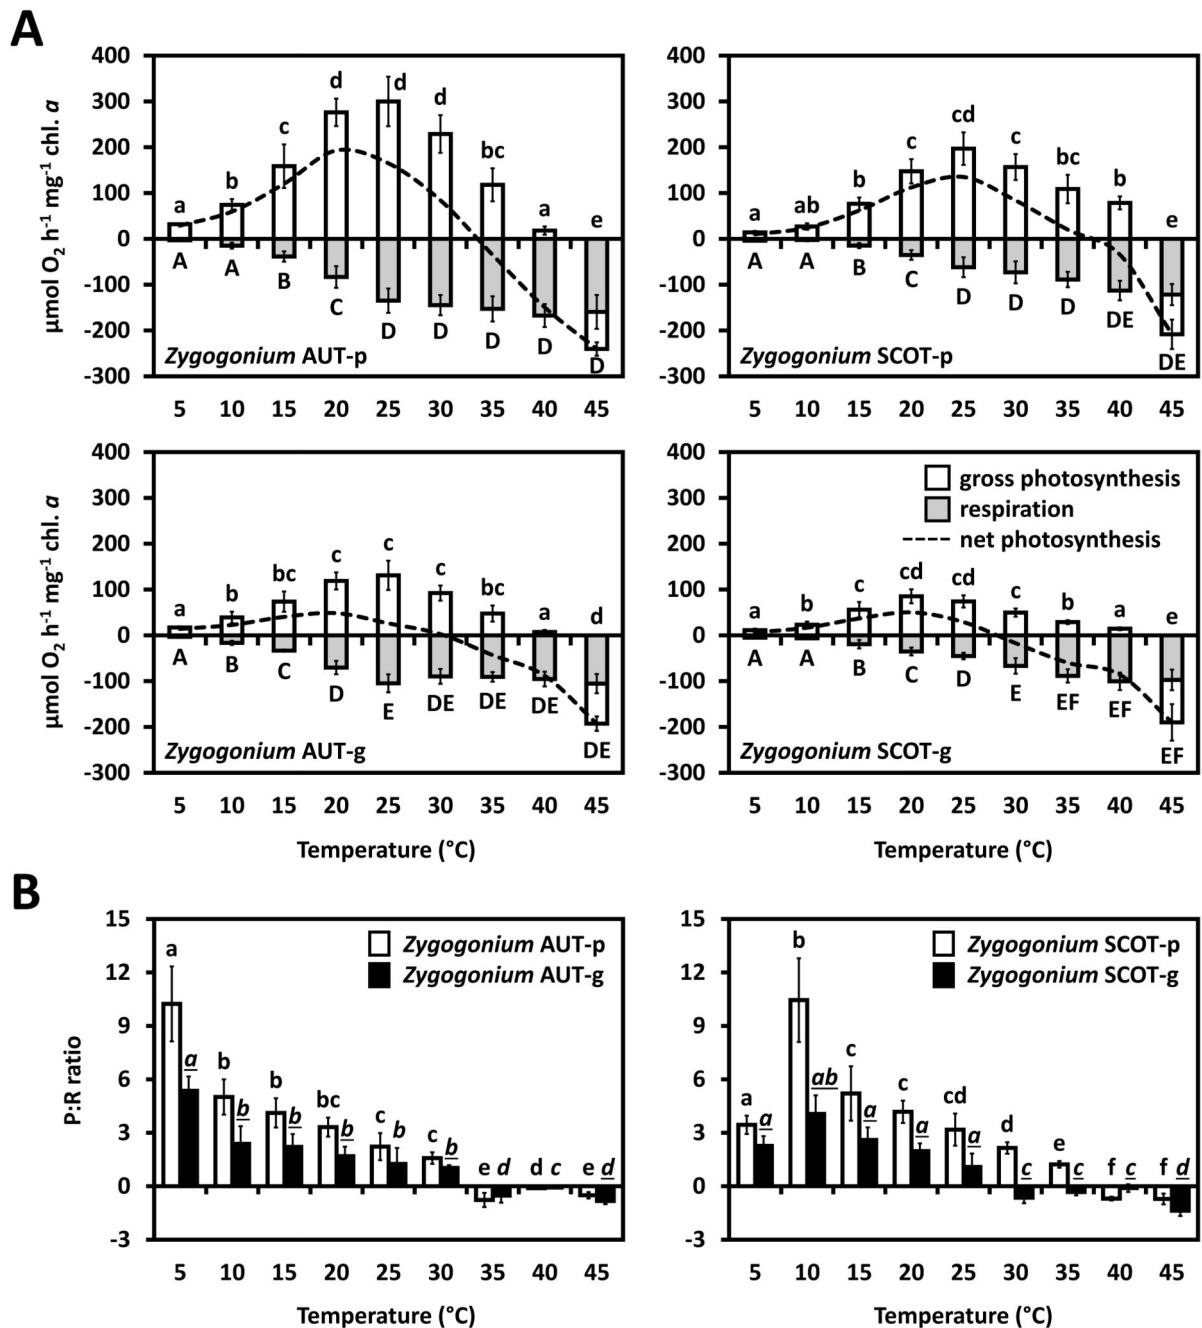 A
400
300
200
100
0
-100
-200
-300
µmol O2 h-1 mg-1 chl. a
a
b
c
d
d
d
bc
a
e
A
A
B
C
D
D
D
D
D
Zygogonium AUT-p
5 10 15 20 25 30 35 40 45
400
300
200
100
0
-100
-200
-300
a
ab
b
c
cd
c
bc
b
e
A
A
B
C
D
D
D
DE
DE
Zygogonium SCOT-p
5 10 15 20 25 30 35 40 45
400
300
200
100
0
-100
-200
-300
µmol O2 h-1 mg-1 chl. a
a
b
bc
c
c
c
bc
a
d
A
B
C
D
E
DE
DE
DE
DE
Zygogonium AUT-g
5 10 15 20 25 30 35 40 45
Temperature (°C)
400
300
200
100
0
-100
-200
-300
gross photosynthesis
respiration
net photosynthesis
a
b
c
cd
cd
c
b
a
e
A
A
B
C
D
E
EF
EF
EF
Zygogonium SCOT-g
5 10 15 20 25 30 35 40 45
Temperature (°C)
B
15
12
9
6
3
0
-3
P:R ratio
Zygogonium AUT-p
Zygogonium AUT-g
a
a
b
b
b
b
bc
b
c
b
c
b
e d
d c
e d
5 10 15 20 25 30 35 40 45
Temperature (°C)
15
12
9
6
3
0
-3
Zygogonium SCOT-p
Zygogonium SCOT-g
a
a
b
ab
c
a
c
a
cd
a
d
c
e
c
f c
f d
5 10 15 20 25 30 35 40 45
Temperature (°C)